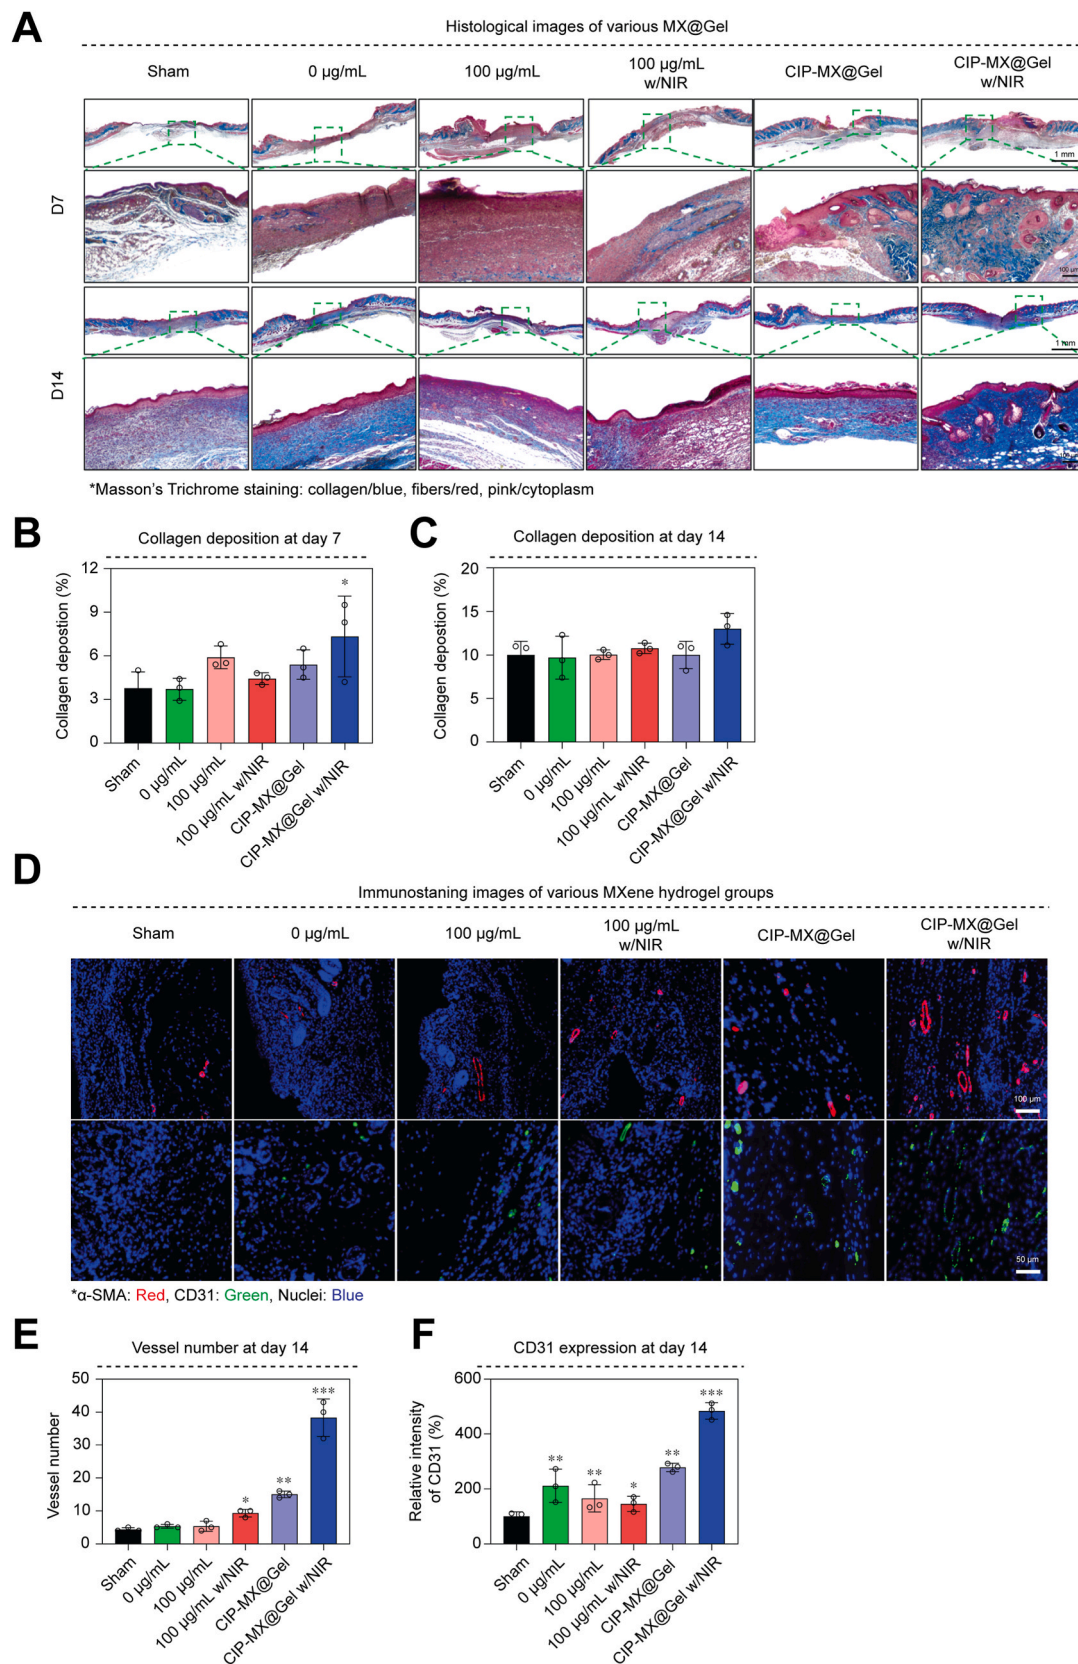 A
Histological images of various MX@Gel
Sham
0 µg/mL
100 µg/mL
100 µg/mL
w/NIR
CIP-MX@Gel
CIP-MX@Gel
w/NIR
D7
1 mm
100 µm
D14
1 mm
*Masson's Trichrome staining: collagen/blue, fibers/red, pink/cytoplasm
B
Collagen deposition at day 7
Collagen depostion (%)
12
9
6
3
0
*
Sham
0 µg/mL
100 µg/mL
100 µg/mL w/NIR
CIP-MX@Gel
CIP-MX@Gel w/NIR
C
Collagen deposition at day 14
Collagen depostion (%)
20
15
10
5
0
Sham
0 µg/mL
100 µg/mL
100 µg/mL w/NIR
CIP-MX@Gel
CIP-MX@Gel w/NIR
D
Immunostaning images of various MXene hydrogel groups
Sham
0 µg/mL
100 µg/mL
100 µg/mL
w/NIR
CIP-MX@Gel
CIP-MX@Gel
w/NIR
100 µm
50 µm
*α-SMA: Red, CD31: Green, Nuclei: Blue
E
Vessel number at day 14
Vessel number
50
40
30
20
10
0
*
**
***
Sham
0 µg/mL
100 µg/mL
100 µg/mL w/NIR
CIP-MX@Gel
CIP-MX@Gel w/NIR
F
CD31 expression at day 14
Relative intensity
of CD31 (%)
600
400
200
0
**
**
*
**
***
Sham
0 µg/mL
100 µg/mL
100 µg/mL w/NIR
CIP-MX@Gel
CIP-MX@Gel w/NIR